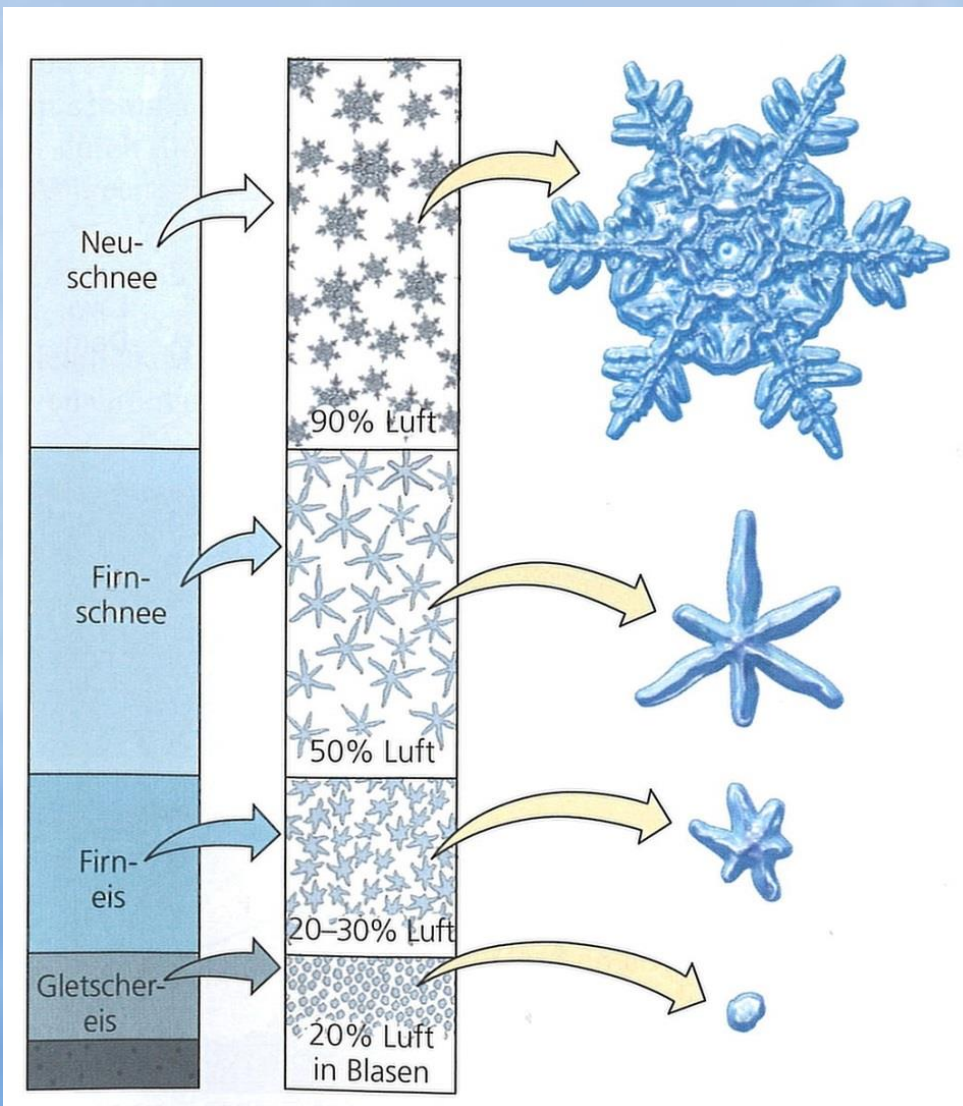 Neu-
schnee
90% Luft
Firn-
schnee
50% Luft
Firn-
eis
20–30% Luft
Gletscher-
eis
20% Luft
in Blasen